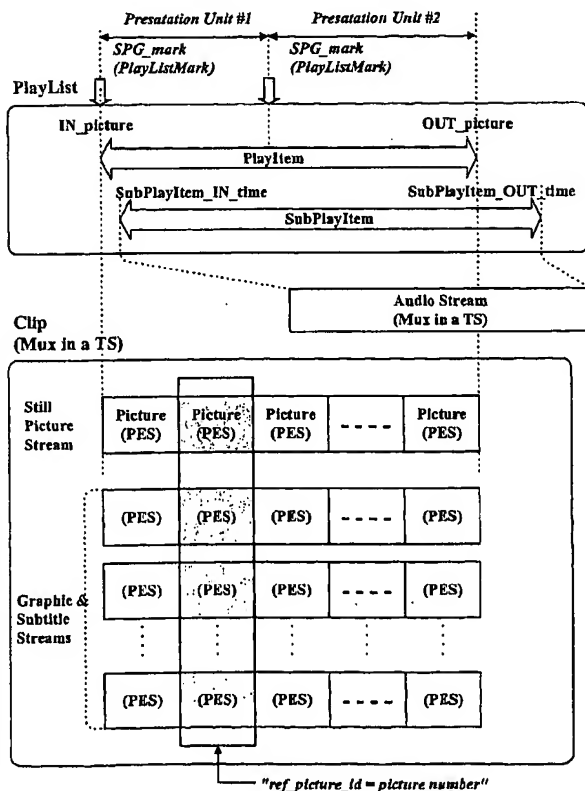 Presatation Unit #1 Presatation Unit #2
SPG_mark SPG_mark
(PlayListMark) (PlayListMark)
PlayList
IN_picture OUT_picture
PlayItem
SubPlayItem_IN_time SubPlayItem_OUT_time
SubPlayItem
Audio Stream
(Mux in a TS)
Clip
(Mux in a TS)
Still
Picture
Stream
Picture Picture Picture ---- Picture
(PES) (PES) (PES) (PES)
(PES) (PES) (PES) ---- (PES)
(PES) (PES) (PES) ---- (PES)
Graphic &
Subtitle
Streams
(PES) (PES) (PES) ---- (PES)
"ref_picture_id = picture number"